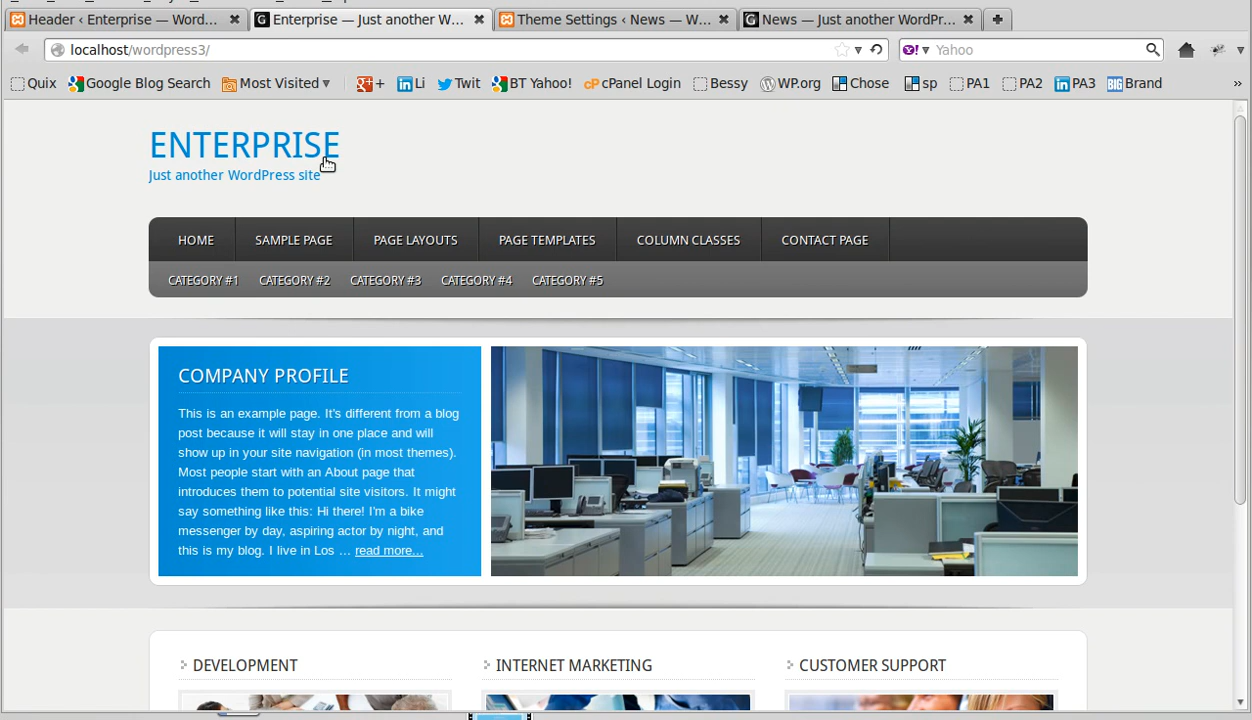 Header ‹ Enterprise — Word... Enterprise — Just another W... Theme Settings ‹ News — W... News — Just another WordPr...
localhost/wordpress3/ Yahoo
Quix Google Blog Search Most Visited Li Twit BT Yahoo! cPanel Login Bessy WP.org Chose sp PA1 PA2 PA3 Brand »
ENTERPRISE
Just another WordPress site
HOME SAMPLE PAGE PAGE LAYOUTS PAGE TEMPLATES COLUMN CLASSES CONTACT PAGE
CATEGORY #1 CATEGORY #2 CATEGORY #3 CATEGORY #4 CATEGORY #5
COMPANY PROFILE
This is an example page. It's different from a blog
post because it will stay in one place and will
show up in your site navigation (in most themes).
Most people start with an About page that
introduces them to potential site visitors. It might
say something like this: Hi there! I'm a bike
messenger by day, aspiring actor by night, and
this is my blog. I live in Los ... read more...
DEVELOPMENT INTERNET MARKETING CUSTOMER SUPPORT